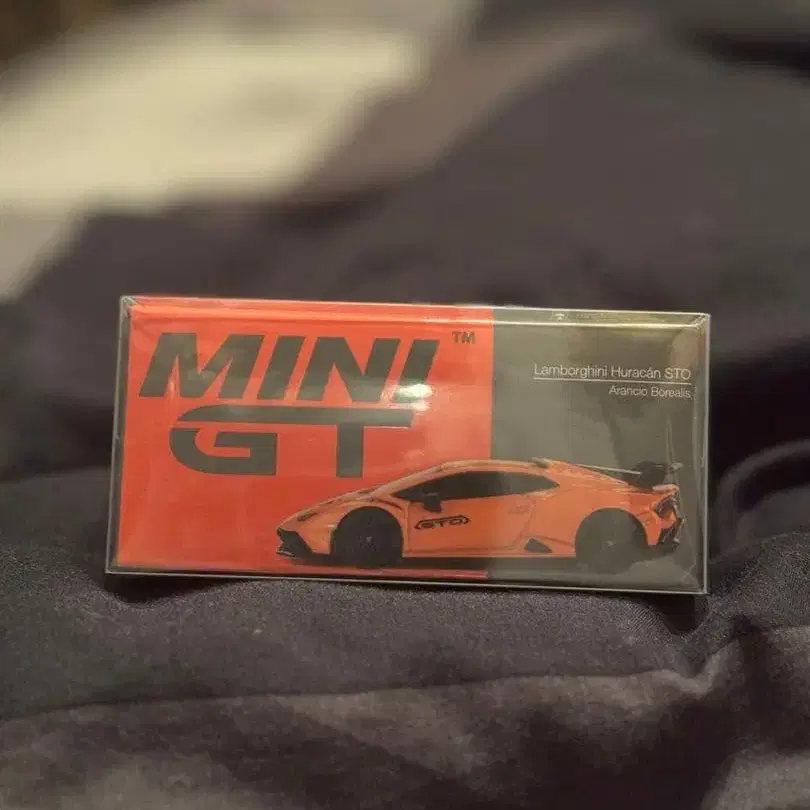 MINI
GT
TM
Lamborghini Huracán STO
Arancio Borealis
STO